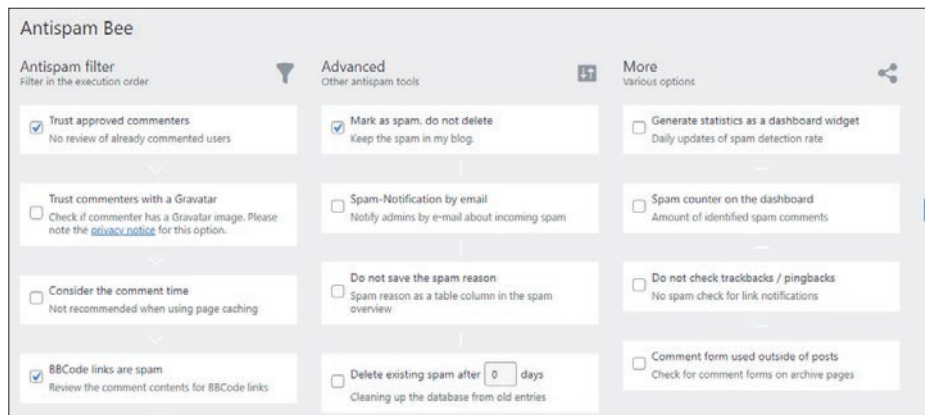 Antispam Bee
Antispam filter
Filter in the execution order
Trust approved commenters
No review of already commented users
Trust commenters with a Gravatar
Check if commenter has a Gravatar image. Please
note the privacy notice for this option.
Consider the comment time
Not recommended when using page caching
BBCode links are spam
Review the comment contents for BBCode links
Advanced
Other antispam tools
Mark as spam, do not delete
Keep the spam in my blog.
Spam-Notification by email
Notify admins by e-mail about incoming spam
Do not save the spam reason
Spam reason as a table column in the spam
overview
Delete existing spam after 0 days
Cleaning up the database from old entries
More
Various options
Generate statistics as a dashboard widget
Daily updates of spam detection rate
Spam counter on the dashboard
Amount of identified spam comments
Do not check trackbacks / pingbacks
No spam check for link notifications
Comment form used outside of posts
Check for comment forms on archive pages